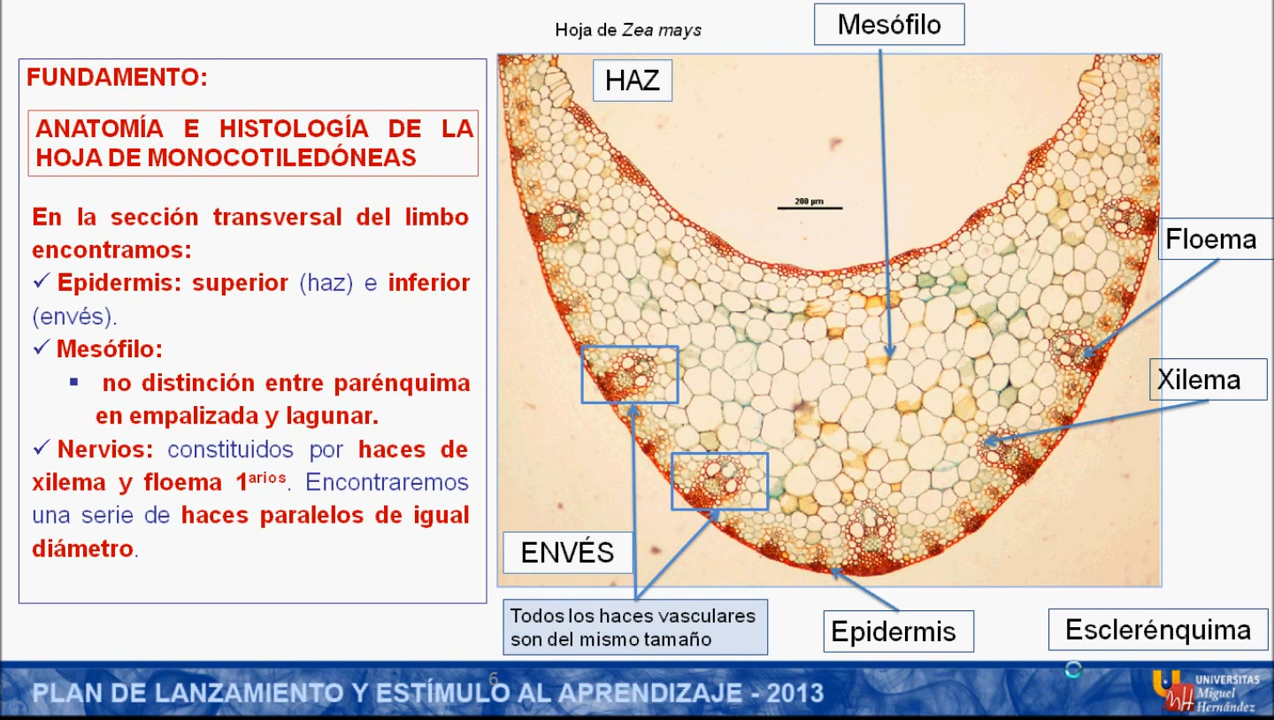 Hoja de Zea mays
Mesófilo
HAZ
FUNDAMENTO:
ANATOMÍA E HISTOLOGÍA DE LA
HOJA DE MONOCOTILEDÓNEAS
En la sección transversal del limbo
encontramos:
✓ Epidermis: superior (haz) e inferior
(envés).
✓ Mesófilo:
▪ no distinción entre parénquima
en empalizada y lagunar.
✓ Nervios: constituidos por haces de
xilema y floema 1arios. Encontraremos
una serie de haces paralelos de igual
diámetro.
200 µm
Floema
Xilema
ENVÉS
Todos los haces vasculares
son del mismo tamaño
Epidermis
Esclerénquima
6
PLAN DE LANZAMIENTO Y ESTÍMULO AL APRENDIZAJE - 2013
UNIVERSITAS
Miguel
Hernández